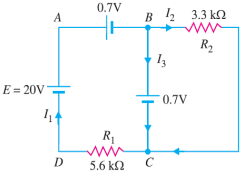 0.7V
A
B
I2
3.3 kΩ
R2
I3
E = 20V
0.7V
I1
R1
D
5.6 kΩ
C